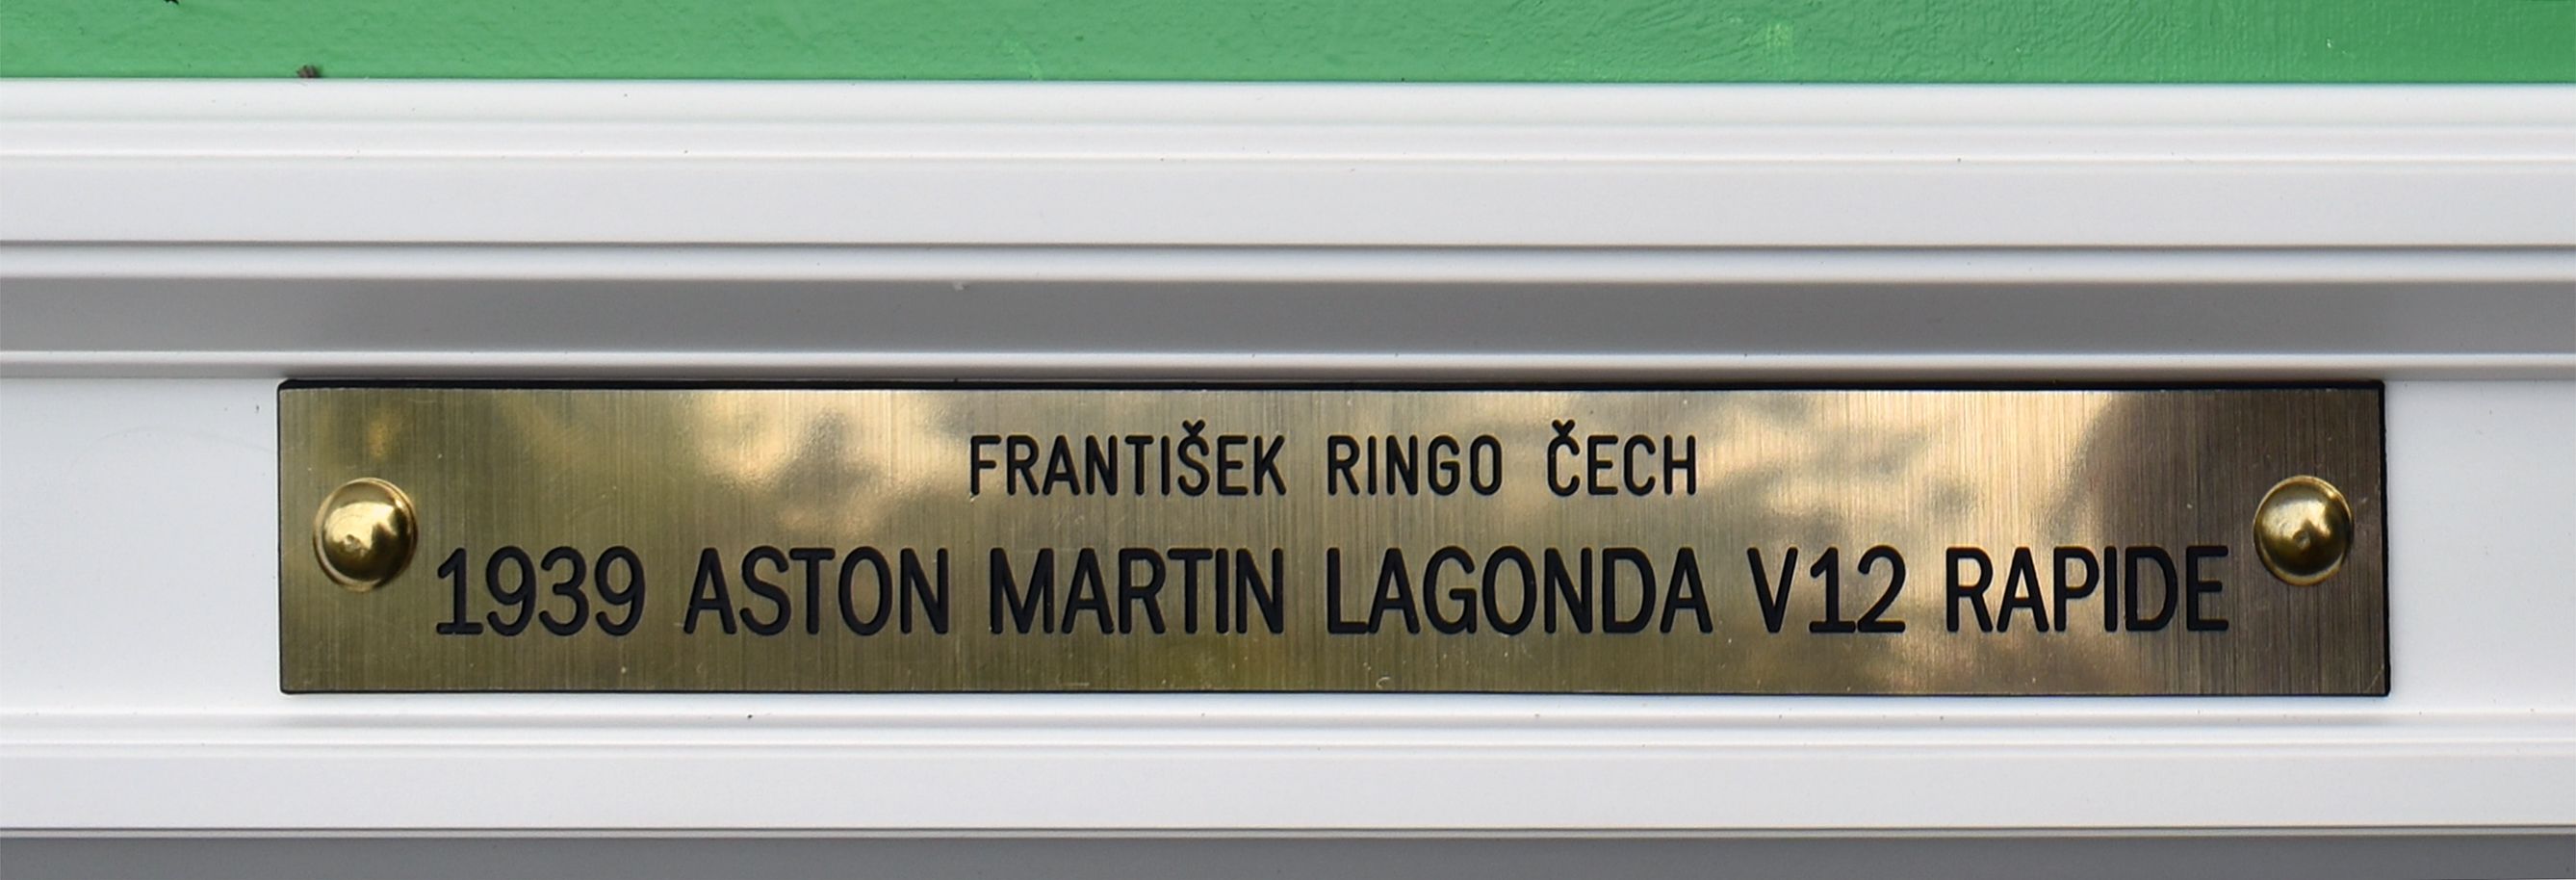 FRANTIŠEK RINGO ČECH
1939 ASTON MARTIN LAGONDA V12 RAPIDE